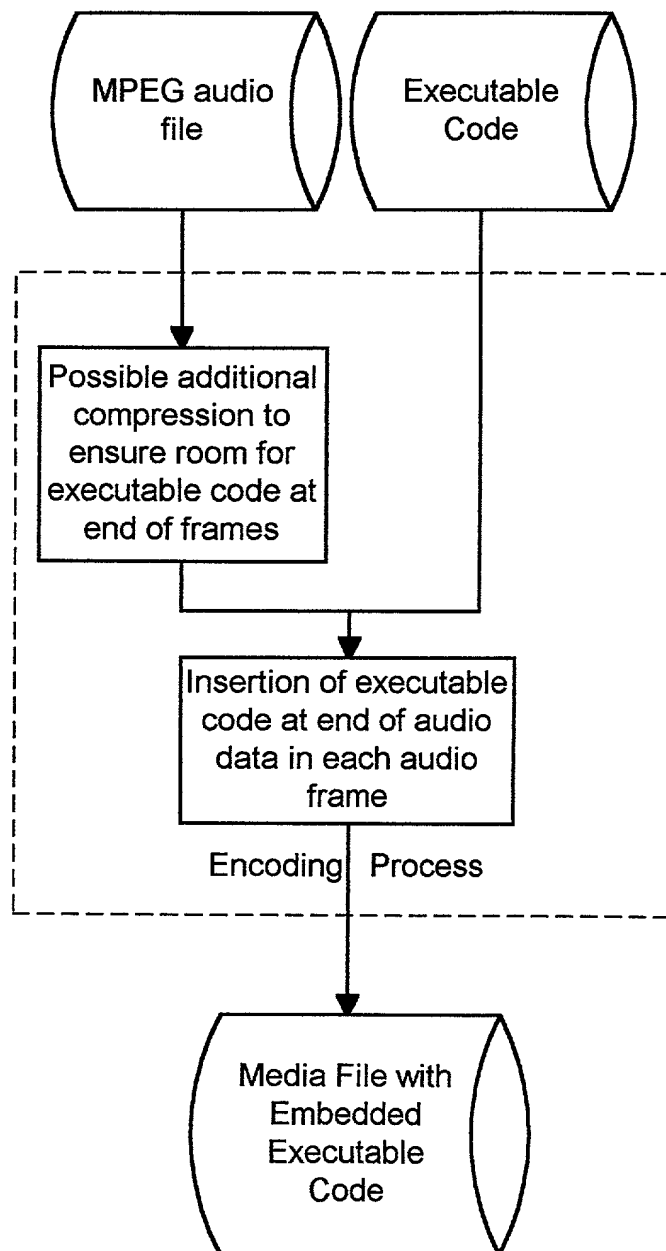 MPEG audio
file
Executable
Code
Possible additional
compression to
ensure room for
executable code at
end of frames
Insertion of executable
code at end of audio
data in each audio
frame
Encoding Process
Media File with
Embedded
Executable
Code